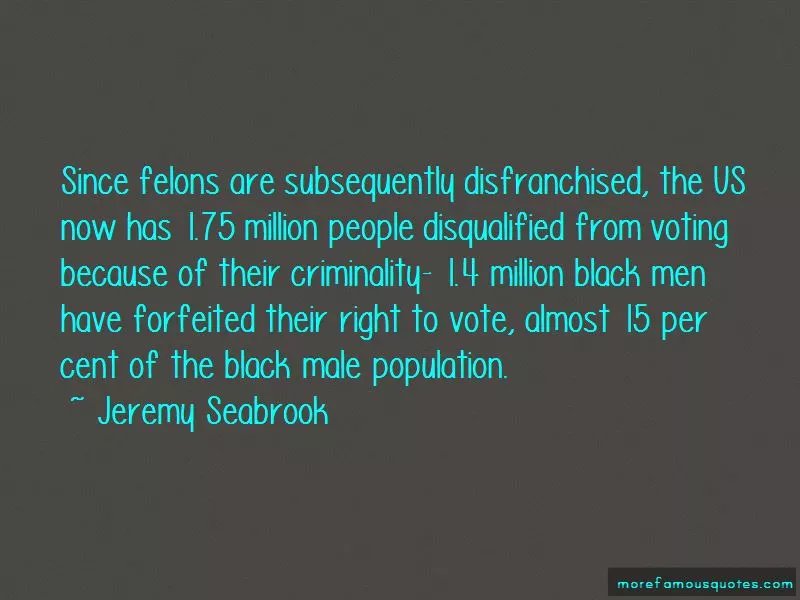 Since felons are subsequently disfranchised, the US
now has 1.75 million people disqualified from voting
because of their criminality- 1.4 million black men
have forfeited their right to vote, almost 15 per
cent of the black male population.
~ Jeremy Seabrook
morefamousquotes.com